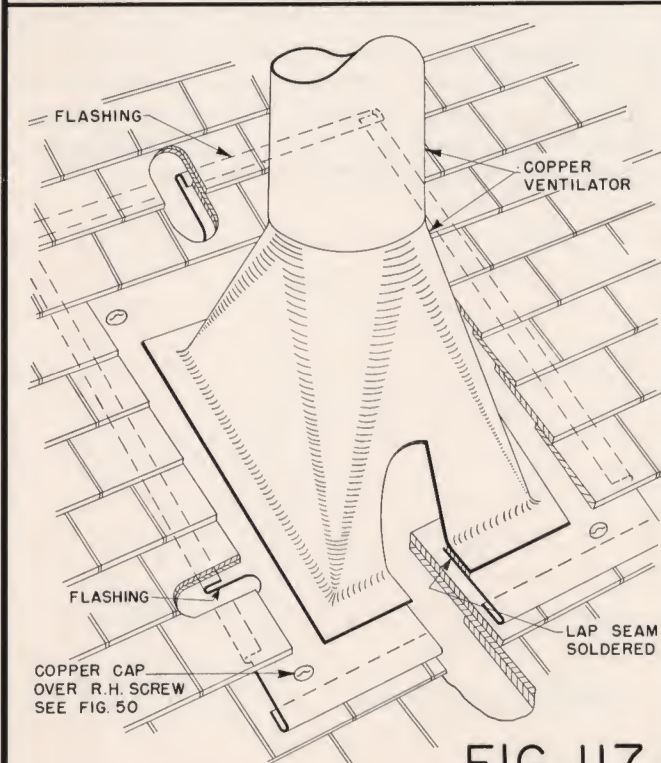 FLASHING
COPPER
VENTILATOR
FLASHING
COPPER CAP
OVER R.H. SCREW
SEE FIG. 50
LAP SEAM
SOLDERED
FIG. 117